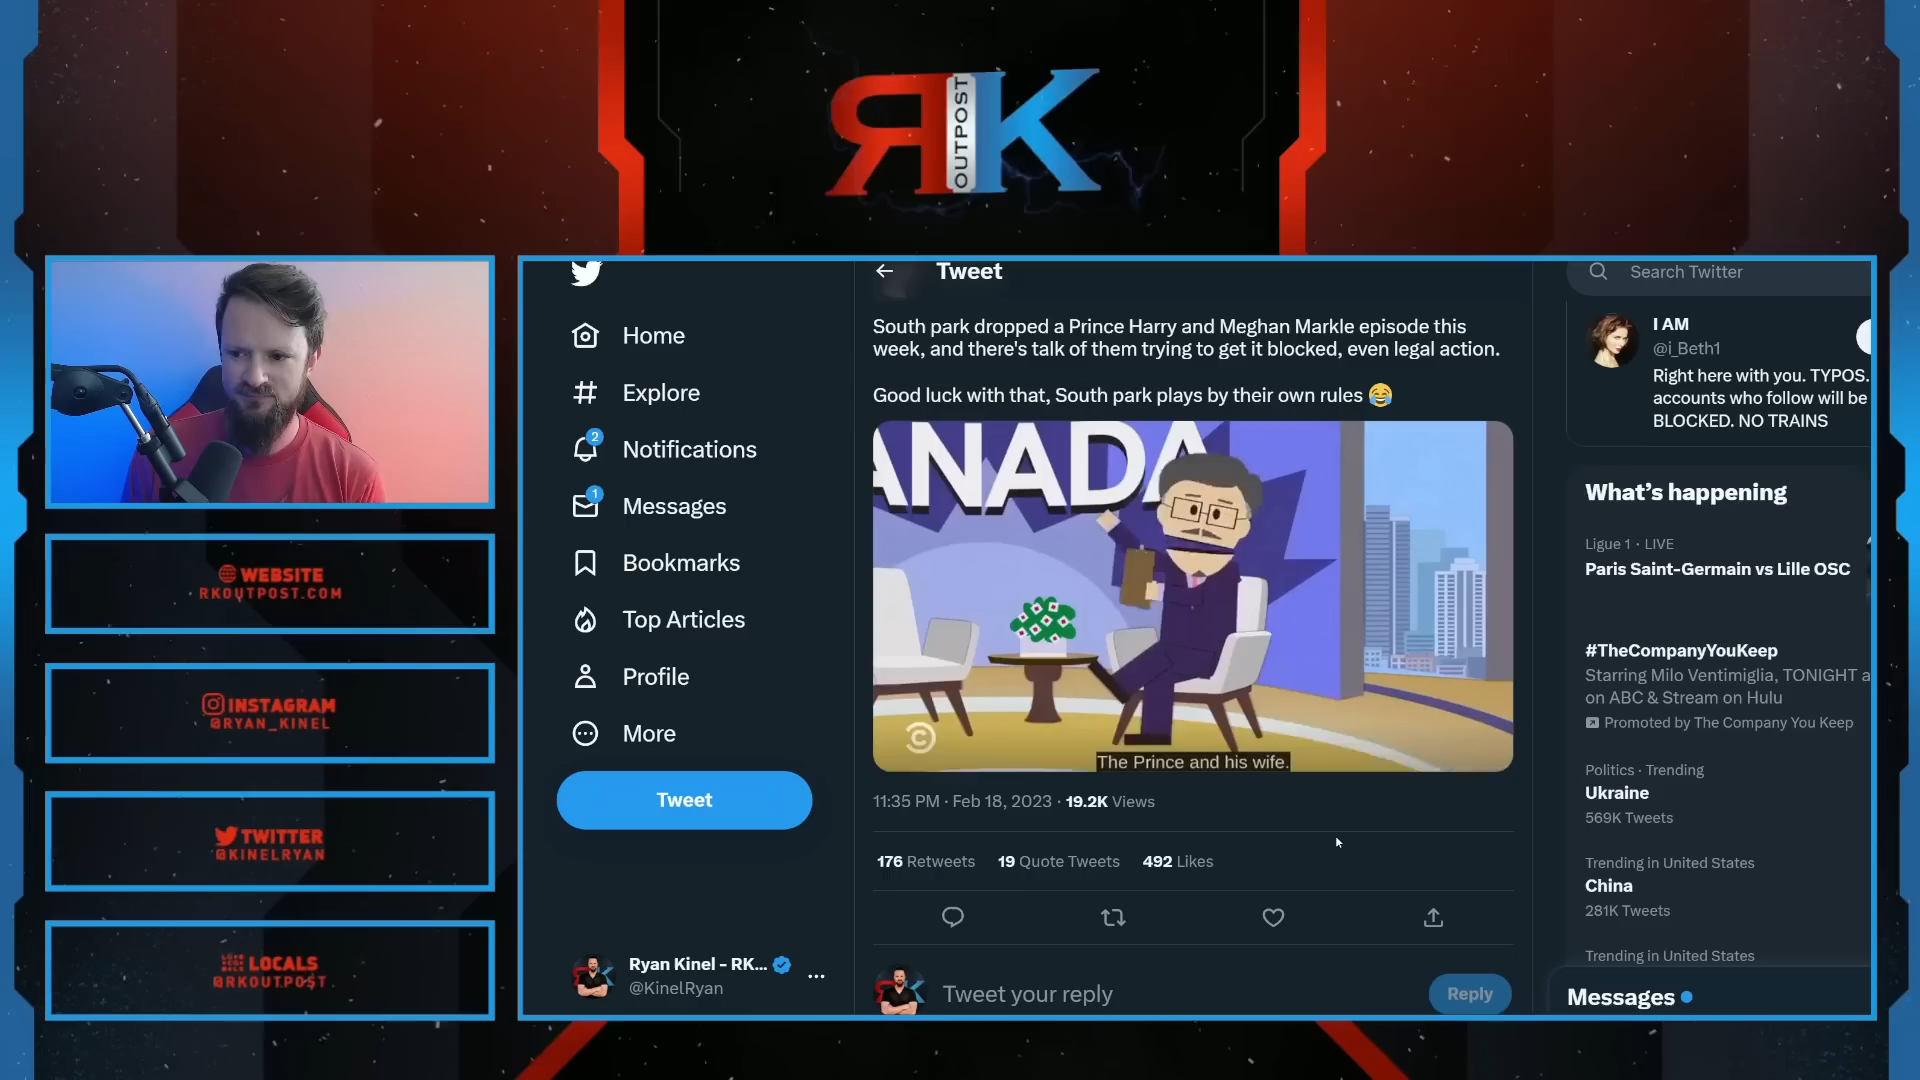 RK
OUTPOST
WEBSITE
RKOUTPOST.COM
INSTAGRAM
@RYAN_KINEL
TWITTER
@KINELRYAN
LOCALS
@RKOUTPOST
Home
Explore
2
Notifications
1
Messages
Bookmarks
Top Articles
Profile
More
Tweet
Ryan Kinel - RK...
@KinelRyan
Tweet
South park dropped a Prince Harry and Meghan Markle episode this
week, and there's talk of them trying to get it blocked, even legal action.
Good luck with that, South park plays by their own rules 😂
ANADA
The Prince and his wife.
11:35 PM · Feb 18, 2023 · 19.2K Views
176 Retweets 19 Quote Tweets 492 Likes
Tweet your reply
Reply
Search Twitter
I AM
@i_Beth1
Right here with you. TYPOS.
accounts who follow will be
BLOCKED. NO TRAINS
What's happening
Ligue 1 · LIVE
Paris Saint-Germain vs Lille OSC
#TheCompanyYouKeep
Starring Milo Ventimiglia, TONIGHT a
on ABC & Stream on Hulu
Promoted by The Company You Keep
Politics · Trending
Ukraine
569K Tweets
Trending in United States
China
281K Tweets
Trending in United States
Messages